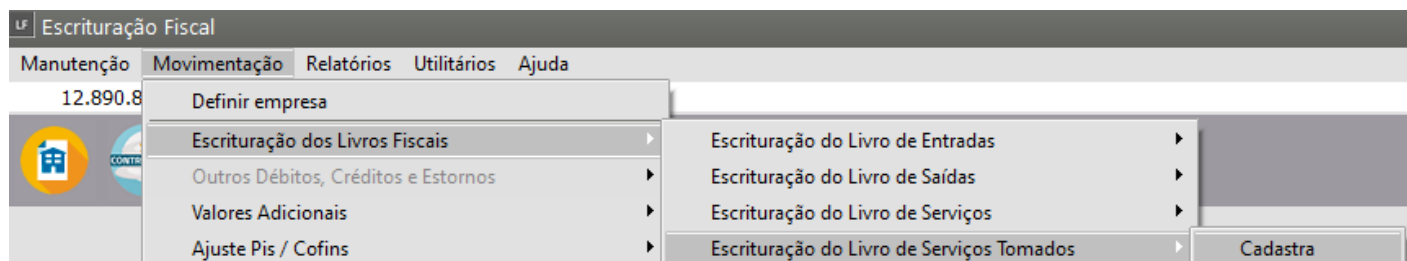 LF Escrituração Fiscal
Manutenção Movimentação Relatórios Utilitários Ajuda
12.890.8
Definir empresa
Escrituração dos Livros Fiscais
Outros Débitos, Créditos e Estornos
Valores Adicionais
Ajuste Pis / Cofins
Escrituração do Livro de Entradas
Escrituração do Livro de Saídas
Escrituração do Livro de Serviços
Escrituração do Livro de Serviços Tomados
Cadastra
CONTR